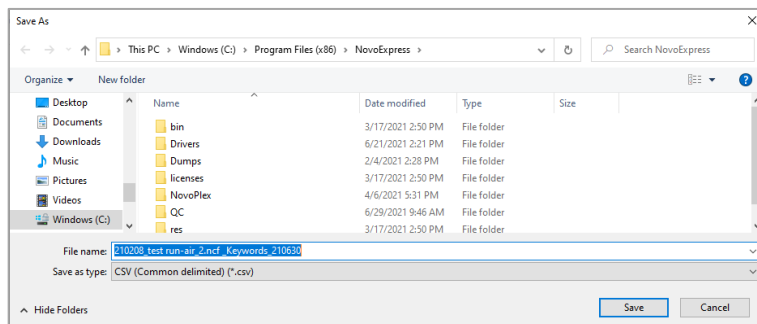 Save As
This PC > Windows (C:) > Program Files (x86) > NovoExpress >
Search NovoExpress
Organize
New folder
Desktop
Documents
Downloads
Music
Pictures
Videos
Windows (C:)
Name Date modified Type Size
bin 3/17/2021 2:50 PM File folder
Drivers 6/21/2021 2:21 PM File folder
Dumps 2/4/2021 2:28 PM File folder
licenses 3/17/2021 2:50 PM File folder
NovoPlex 4/6/2021 5:31 PM File folder
QC 6/29/2021 9:46 AM File folder
res 3/17/2021 2:50 PM File folder
File name: 210208_test run-air_2.ncf _Keywords_210630
Save as type: CSV (Common delimited) (*.csv)
Hide Folders
Save
Cancel